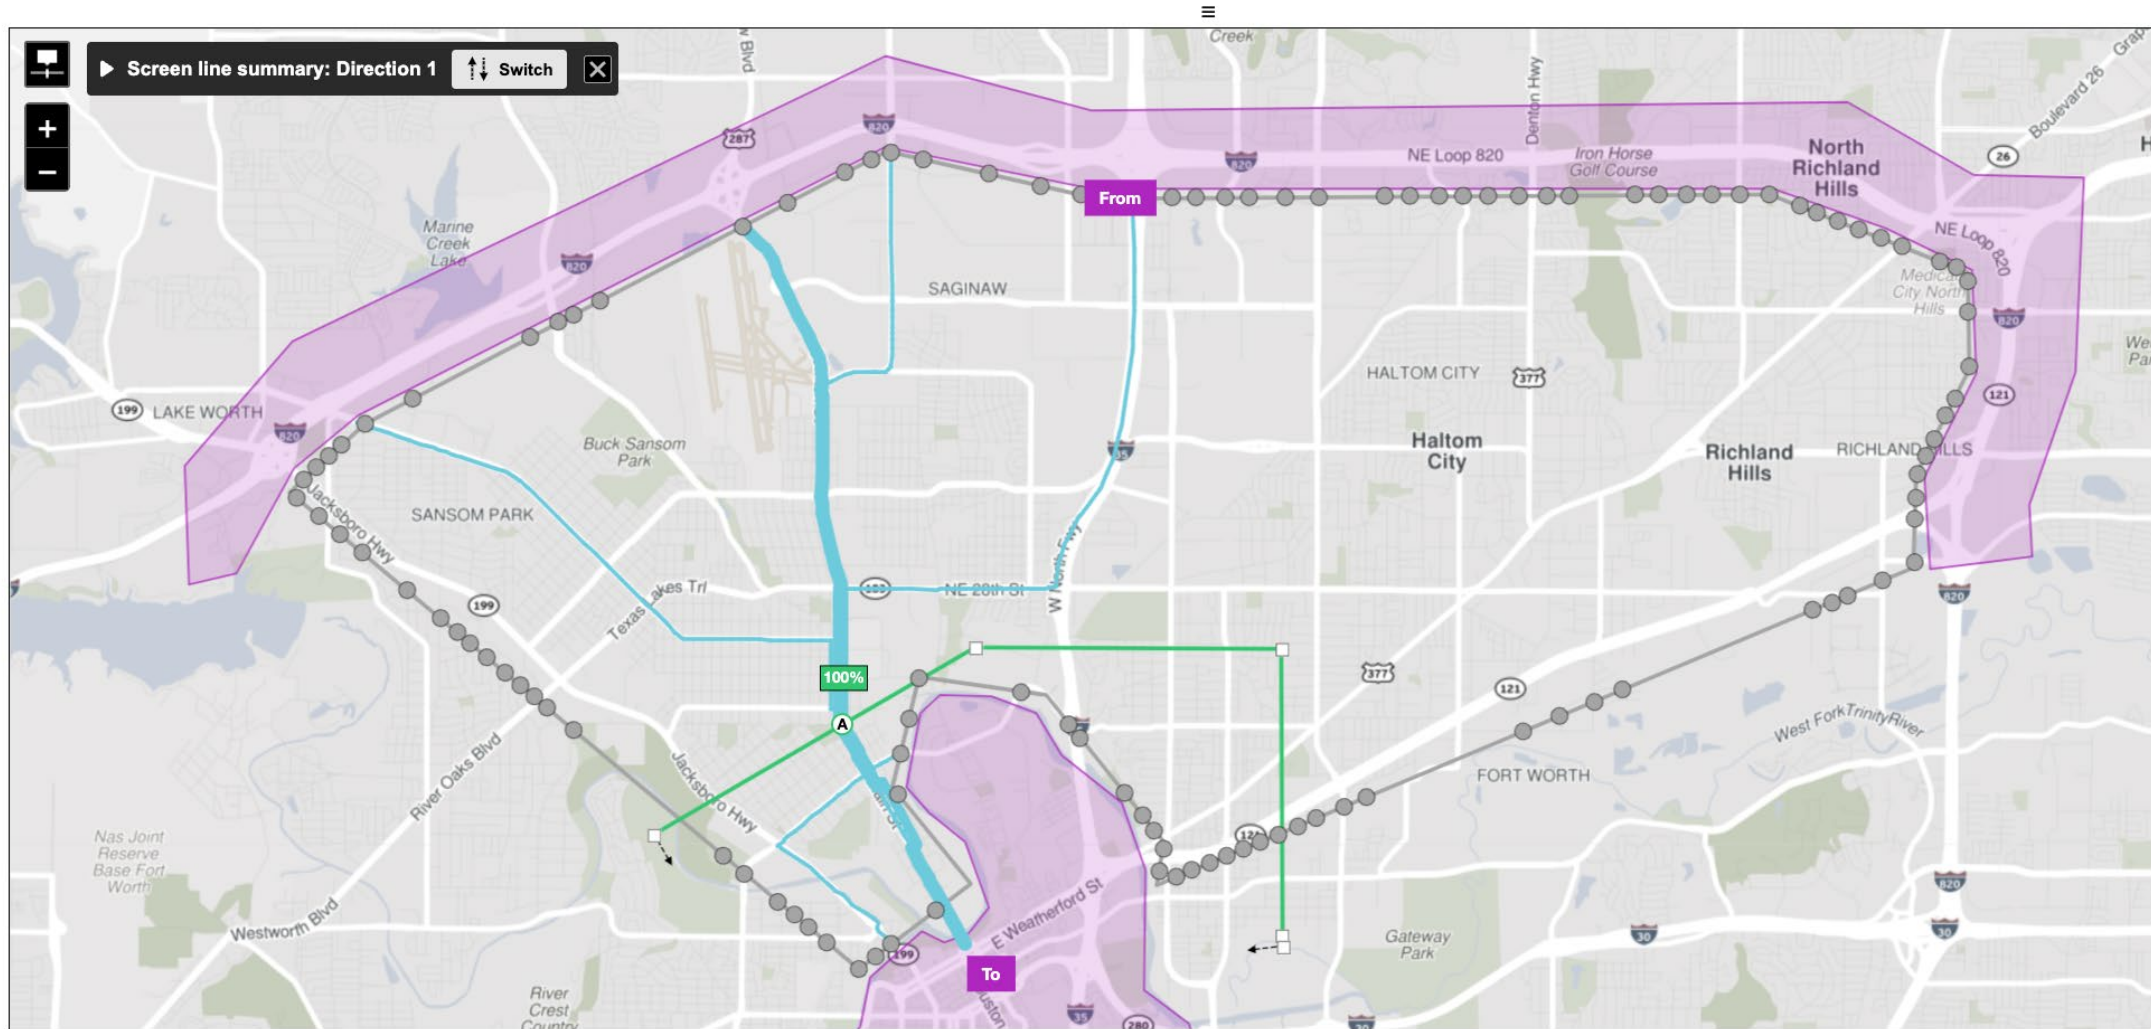 ≡
Creek
Screen line summary: Direction 1
Switch
+
−
287
820
820
820
NE Loop 820
Denton Hwy
Iron Horse
Golf Course
North
Richland
Hills
26
Boulevard 26
From
Marine
Creek
Lake
820
SAGINAW
NE Loop 820
Medical
City North
Hills
820
HALTOM CITY
377
121
199
LAKE WORTH
820
Buck Sansom
Park
35
Haltom
City
Richland
Hills
RICHLAND HILLS
Jacksboro Hwy
SANSOM PARK
W North Fwy
199
Texas Lakes Trl
183
NE 28th St
820
100%
A
377
121
West Fork Trinity River
River Oaks Blvd
Jacksboro Hwy
FORT WORTH
121
Nas Joint
Reserve
Base Fort
Worth
Westworth Blvd
E Weatherford St
820
30
30
Gateway
Park
199
To
River
Crest
Country
35
280
30